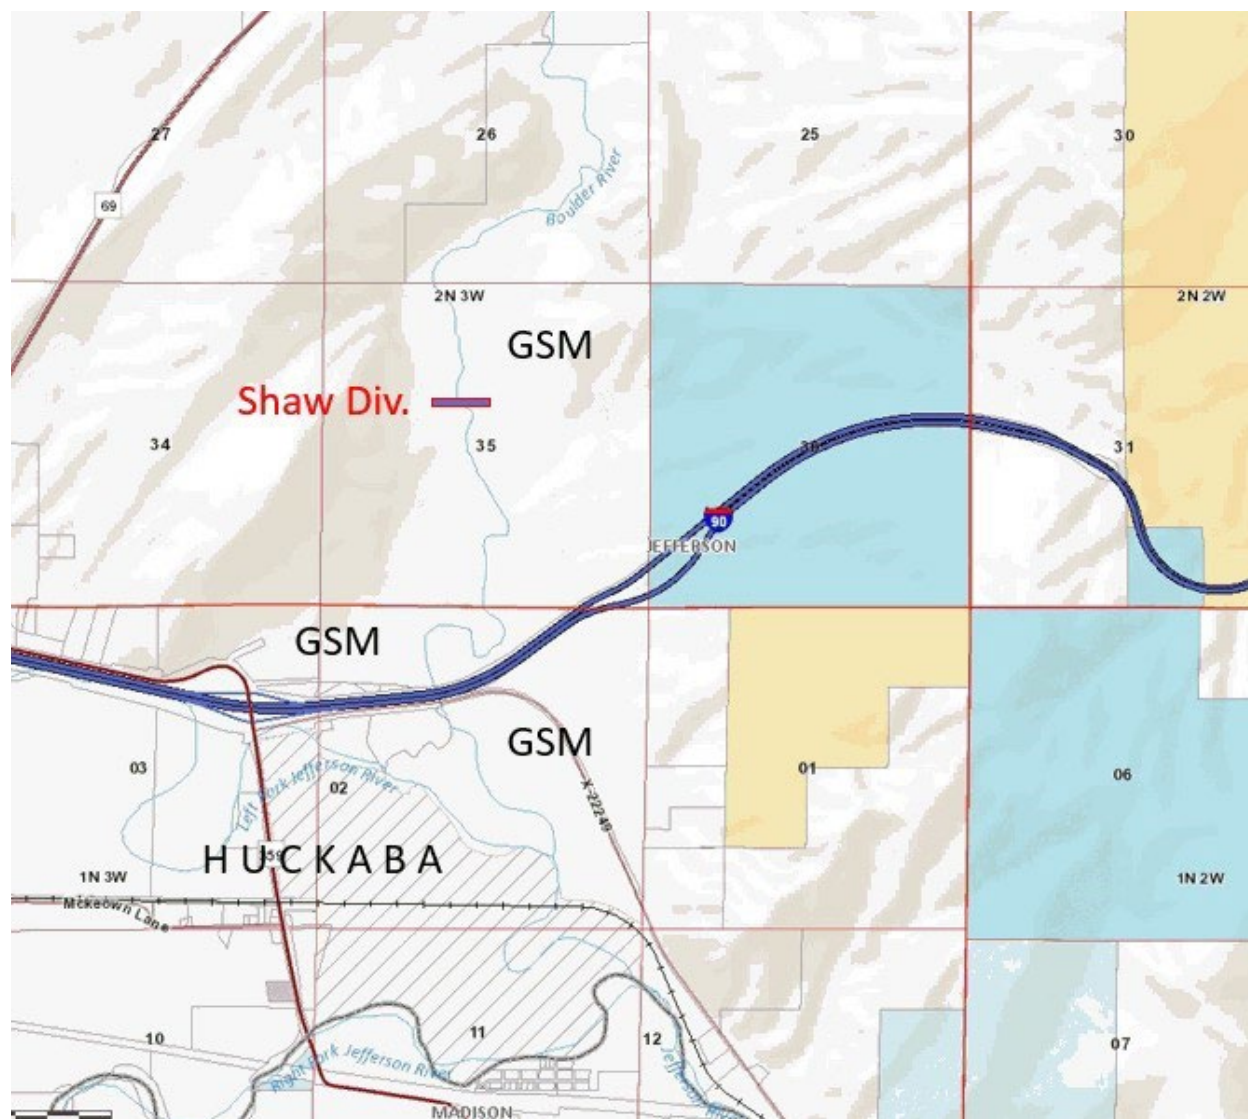 27
26
25
30
69
Boulder River
2N 3W
2N 2W
GSM
Shaw Div.
34
35
36
31
90
JEFFERSON
GSM
GSM
03
02
01
06
Left Fork Jefferson River
X-22249
HUCKABA
1N 3W
1N 2W
Mckeown Lane
10
11
12
07
Right Fork Jefferson River
Jefferson River
MADISON